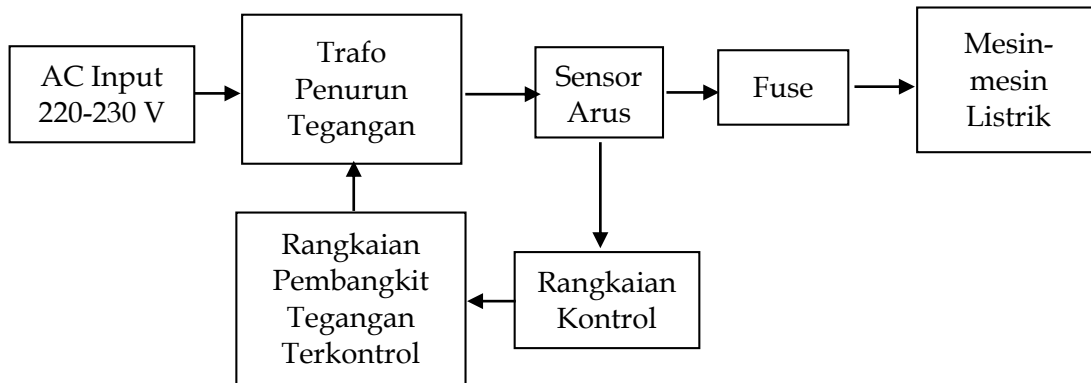 AC Input
220-230 V
Trafo
Penurun
Tegangan
Sensor
Arus
Fuse
Mesin-
mesin
Listrik
Rangkaian
Pembangkit
Tegangan
Terkontrol
Rangkaian
Kontrol